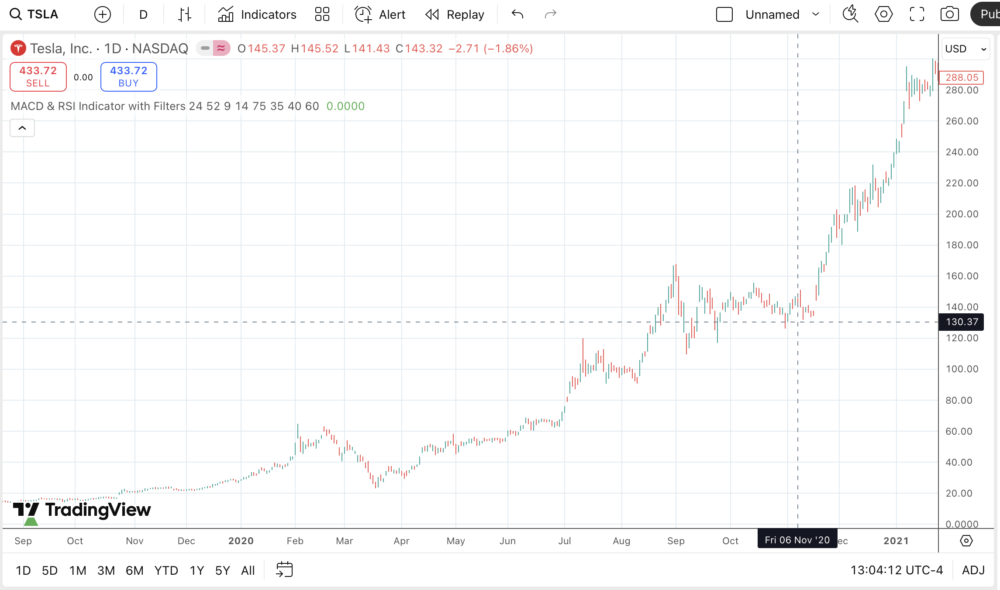 TSLA D Indicators Alert Replay Unnamed Pub
Tesla, Inc. · 1D · NASDAQ O145.37 H145.52 L141.43 C143.32 −2.71 (−1.86%) USD
433.72 SELL 0.00 433.72 BUY
288.05
280.00
MACD & RSI Indicator with Filters 24 52 9 14 75 35 40 60 0.0000
260.00
240.00
220.00
200.00
180.00
160.00
140.00
130.37
120.00
100.00
80.00
60.00
40.00
20.00
TradingView
0.0000
Sep Oct Nov Dec 2020 Feb Mar Apr May Jun Jul Aug Sep Oct Fri 06 Nov '20 ec 2021
1D 5D 1M 3M 6M YTD 1Y 5Y All 13:04:12 UTC-4 ADJ